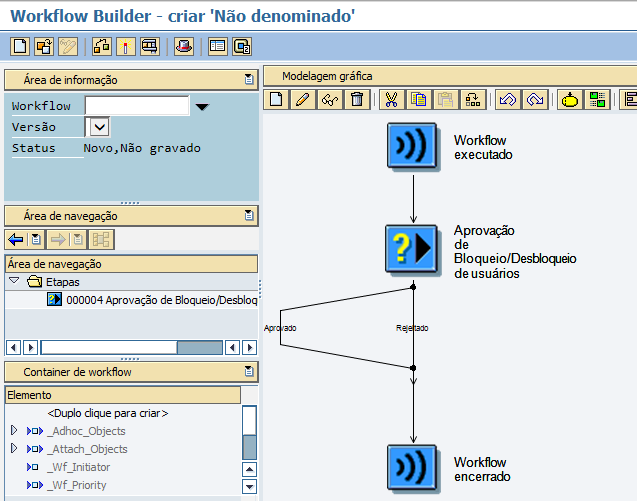 Workflow Builder - criar 'Não denominado'
Área de informação
Workflow
Versão
Status Novo,Não gravado
Área de navegação
Área de navegação
Etapas
000004 Aprovação de Bloqueio/Desbloq
Container de workflow
Elemento
<Duplo clique para criar>
_Adhoc_Objects
_Attach_Objects
_Wf_Initiator
_Wf_Priority
Modelagem gráfica
Workflow
executado
Aprovação
de
Bloqueio/Desbloqueio
de usuários
Aprovado
Rejeitado
Workflow
encerrado